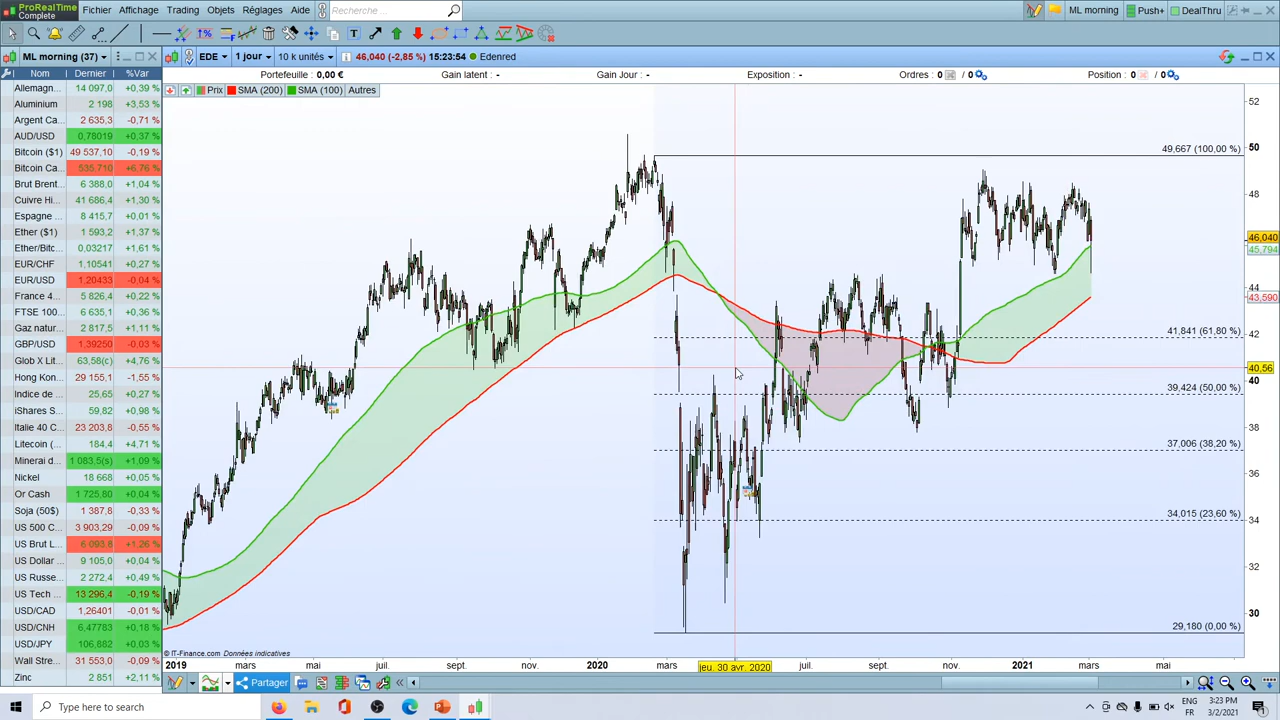 ProRealTime
Complete
Fichier Affichage Trading Objets Réglages Aide Recherche ... ML morning Push+ DealThru
ML morning (37) EDE 1 jour 10 k unités 46,040 (-2,85 %) 15:23:54 Edenred
Nom Dernier %Var Portefeuille : 0,00 € Gain latent : - Gain Jour : - Exposition : - Ordres : 0 / 0 Position : 0 / 0
Prix SMA (200) SMA (100) Autres
Allemagn... 14 097,0 +0,39 %
Aluminium 2 198 +3,53 %
Argent Ca... 2 635,3 -0,71 %
AUD/USD 0,78019 +0,37 %
Bitcoin ($1) 49 537,10 -0,19 %
Bitcoin Ca... 535,710 +6,76 %
Brut Brent... 6 388,0 +1,04 %
Cuivre Hi... 41 686,4 +1,30 %
Espagne ... 8 415,7 +0,01 %
Ether ($1) 1 593,2 +1,37 %
Ether/Bitc... 0,03217 +1,61 %
EUR/CHF 1,10541 +0,27 %
EUR/USD 1,20433 -0,04 %
France 4... 5 826,4 +0,22 %
FTSE 100... 6 635,1 +0,36 %
Gaz natur... 2 817,5 +1,11 %
GBP/USD 1,39250 -0,03 %
Glob X Lit... 63,58(c) +4,76 %
Hong Kon... 29 155,1 -1,55 %
Indice de ... 25,65 +0,27 %
iShares S... 59,82 +0,98 %
Italie 40 C... 23 203,8 -0,55 %
Litecoin (... 184,4 +4,71 %
Minerai d... 1 083,5(s) +1,09 %
Nickel 18 668 +0,05 %
Or Cash 1 725,80 +0,04 %
Soja (50$) 1 387,8 -0,33 %
US 500 C... 3 903,29 -0,09 %
US Brut L... 6 093,8 +1,26 %
US Dollar ... 9 105,0 +0,04 %
US Russe... 2 272,4 +0,49 %
US Tech ... 13 296,4 -0,19 %
USD/CAD 1,26401 -0,01 %
USD/CNH 6,47783 +0,18 %
USD/JPY 106,882 +0,03 %
Wall Stre... 31 553,0 -0,09 %
Zinc 2 851 +2,11 %
52
50
49,667 (100,00 %)
48
46,040
45,794
44
43,590
42
41,841 (61,80 %)
40,56
40
39,424 (50,00 %)
38
37,006 (38,20 %)
36
34,015 (23,60 %)
34
32
30
29,180 (0,00 %)
© IT-Finance.com Données indicatives
2019 mars mai juil. sept. nov. 2020 mars jeu. 30 avr. 2020 juil. sept. nov. 2021 mars mai
Partager
Type here to search
3:23 PM
FR 3/2/2021